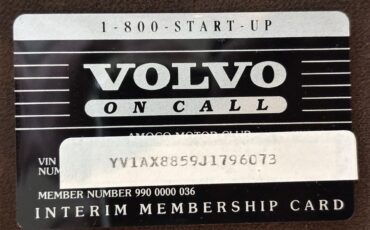 1-800-START-UP
VOLVO
ON CALL
AMOCO MOTOR CLUB
VIN
NUM
YV1AX8859J1796073
MEMBER NUMBER 990 0000 036
INTERIM MEMBERSHIP CARD